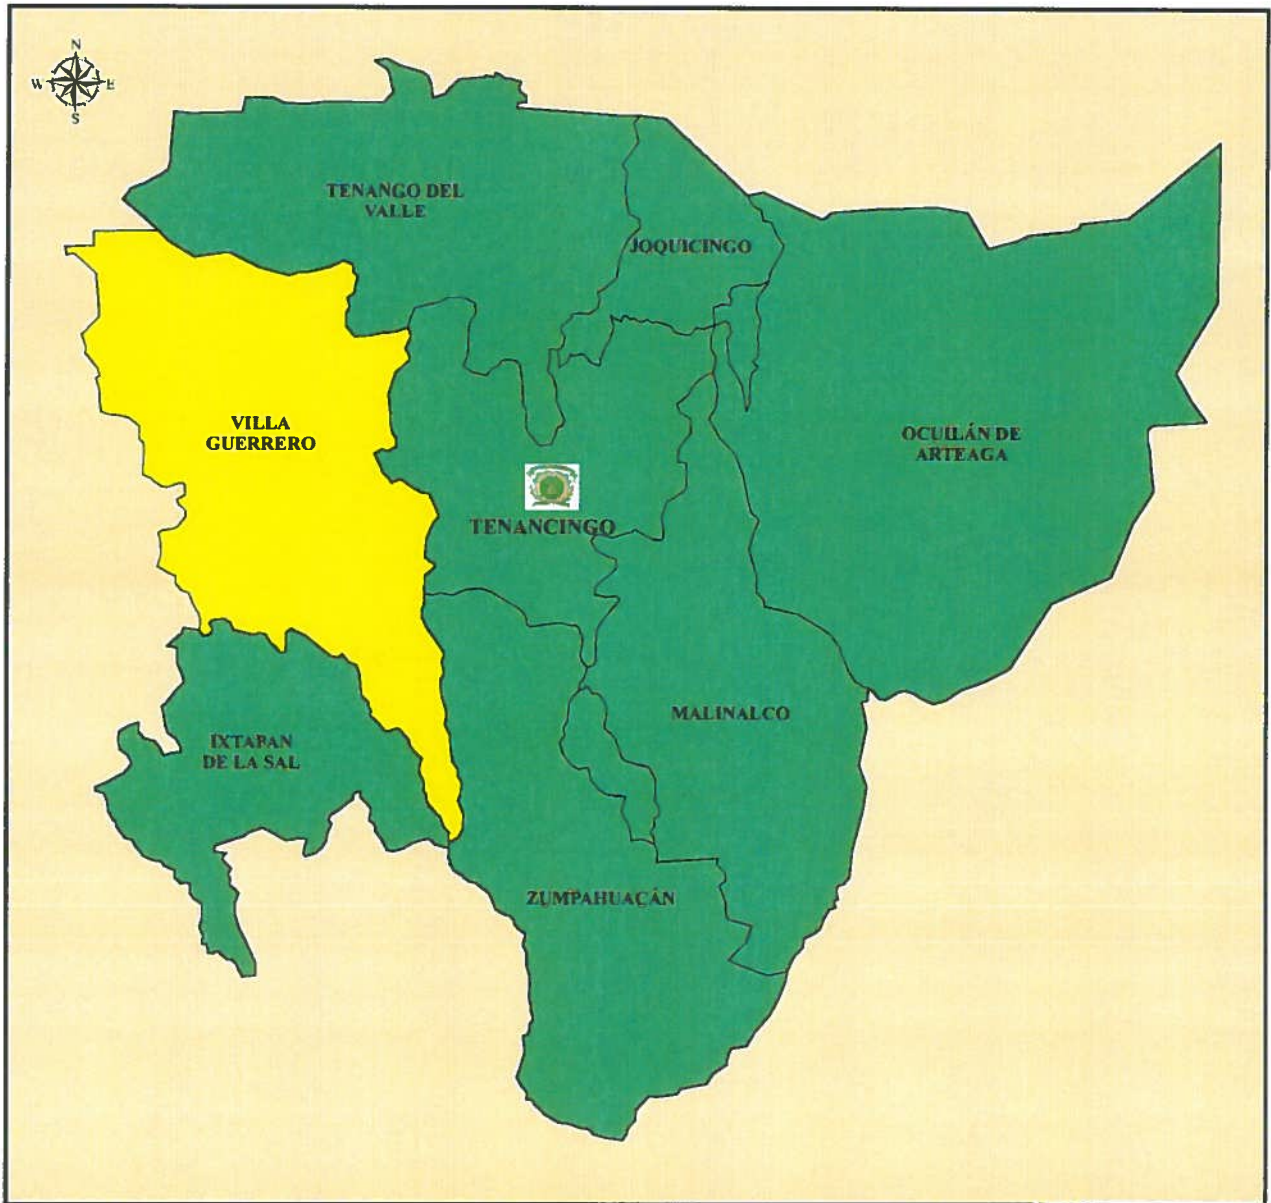 N
W E
S
TENANGO DEL
VALLE
JOQUICINGO
VILLA
GUERRERO
OCUILÁN DE
ARTEAGA
TENANCINGO
MALINALCO
IXTAPAN
DE LA SAL
ZUMPAHUACÁN